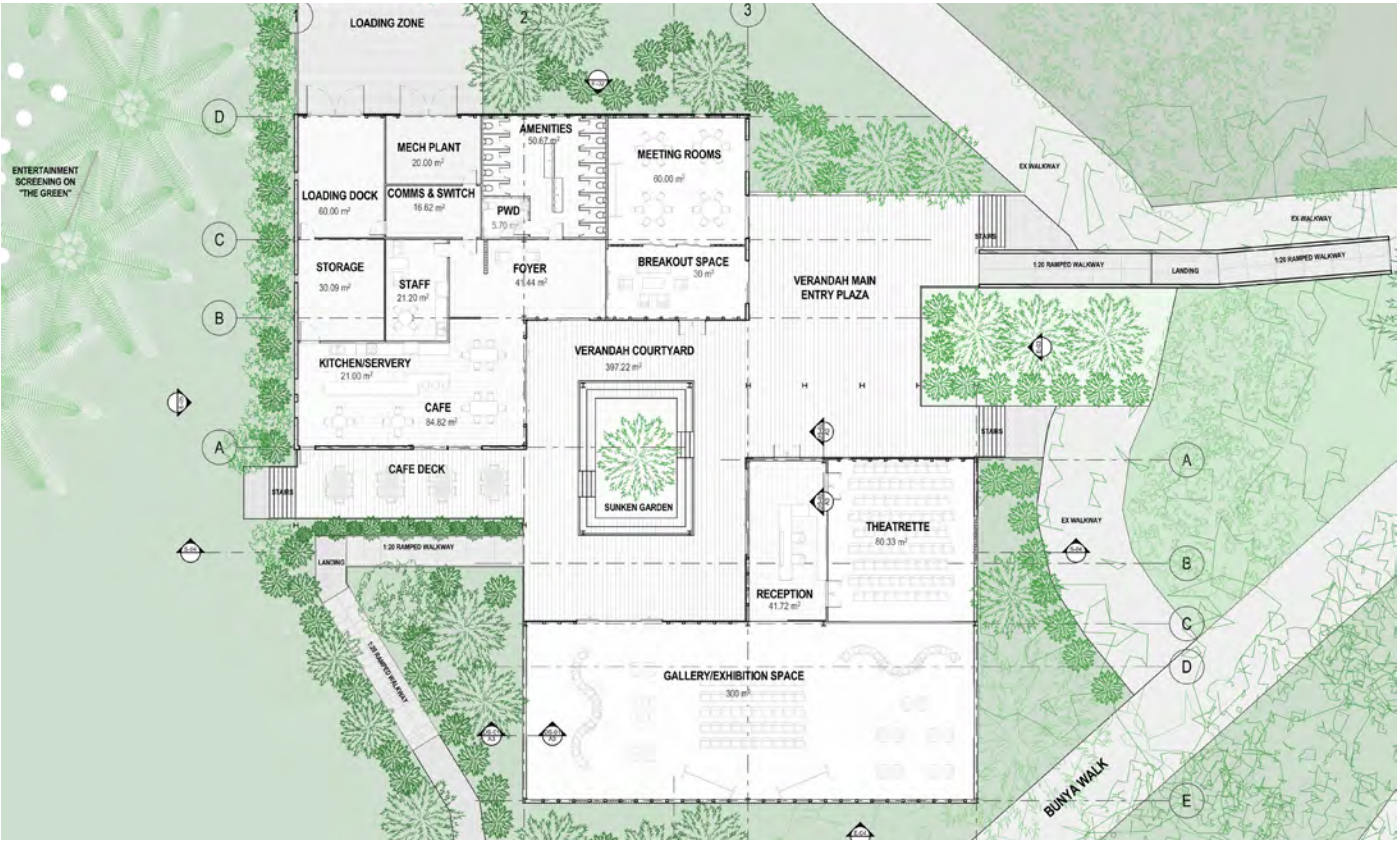 1
2
3
LOADING ZONE
D
AMENITIES
50.67 m²
MECH PLANT
20.00 m²
MEETING ROOMS
60.00 m²
ENTERTAINMENT
SCREENING ON
"THE GREEN"
EX WALKWAY
LOADING DOCK
60.00 m²
COMMS & SWITCH
16.62 m²
PWD
5.70 m²
EX WALKWAY
C
STAIRS
STORAGE
30.09 m²
STAFF
21.20 m²
FOYER
41.44 m²
BREAKOUT SPACE
30 m²
VERANDAH MAIN
ENTRY PLAZA
1:20 RAMPED WALKWAY
LANDING
1:20 RAMPED WALKWAY
B
KITCHEN/SERVERY
21.00 m²
VERANDAH COURTYARD
397.22 m²
CAFE
84.82 m²
A
STAIRS
A
CAFE DECK
STAIRS
SUNKEN GARDEN
THEATRETTE
80.33 m²
EX WALKWAY
1:20 RAMPED WALKWAY
LANDING
S-04
S-04
B
RECEPTION
41.72 m²
C
1:20 RAMPED WALKWAY
D
GALLERY/EXHIBITION SPACE
300 m²
BUNYA WALK
E